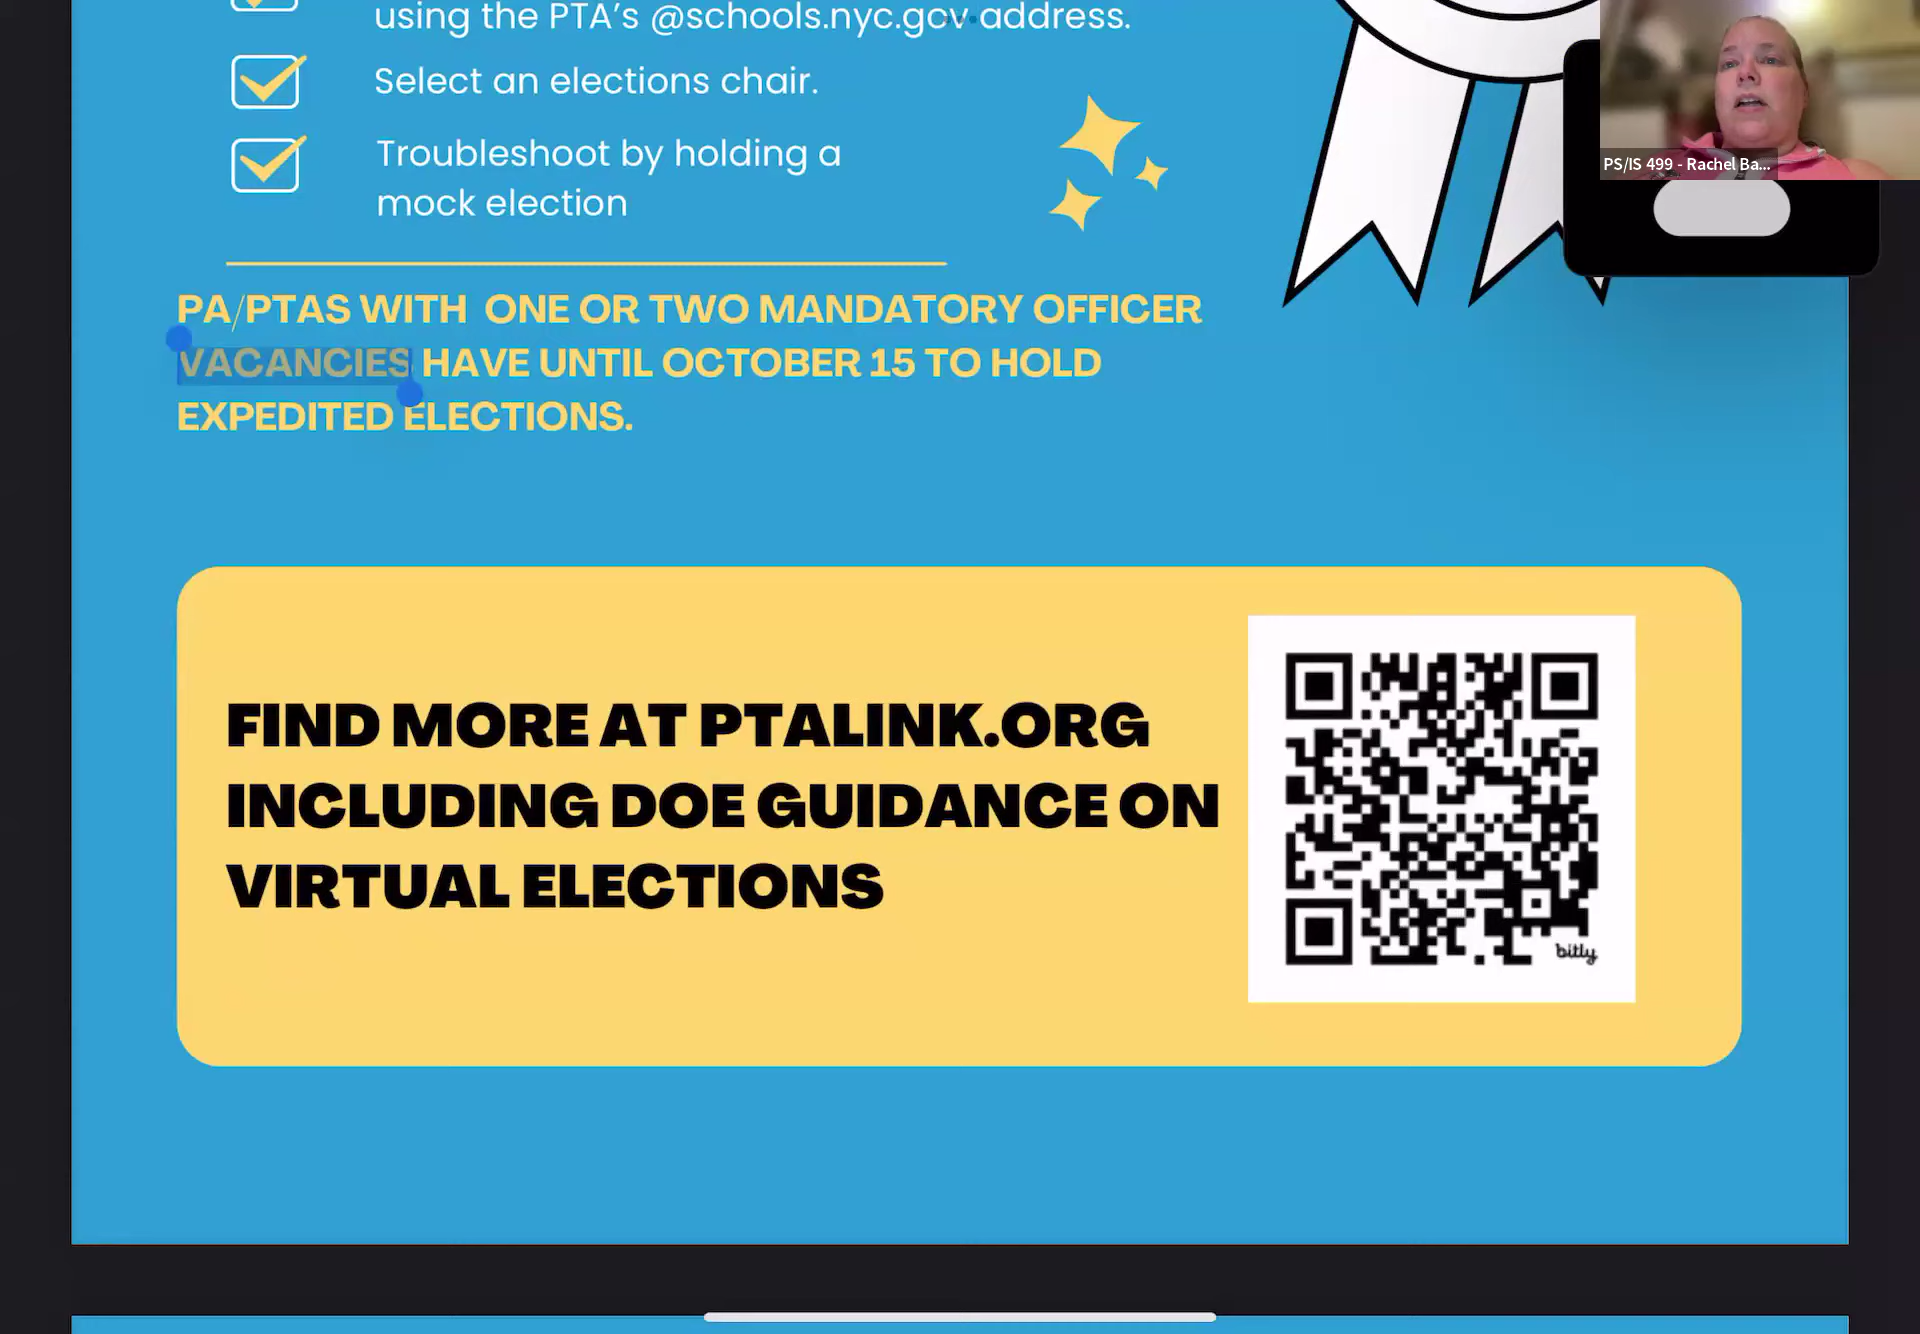 using the PTA's @schools.nyc.gov address.
Select an elections chair.
Troubleshoot by holding a
mock election
PA/PTAS WITH ONE OR TWO MANDATORY OFFICER
VACANCIES HAVE UNTIL OCTOBER 15 TO HOLD
EXPEDITED ELECTIONS.
FIND MORE AT PTALINK.ORG
INCLUDING DOE GUIDANCE ON
VIRTUAL ELECTIONS
bitly
PS/IS 499 - Rachel Ba...